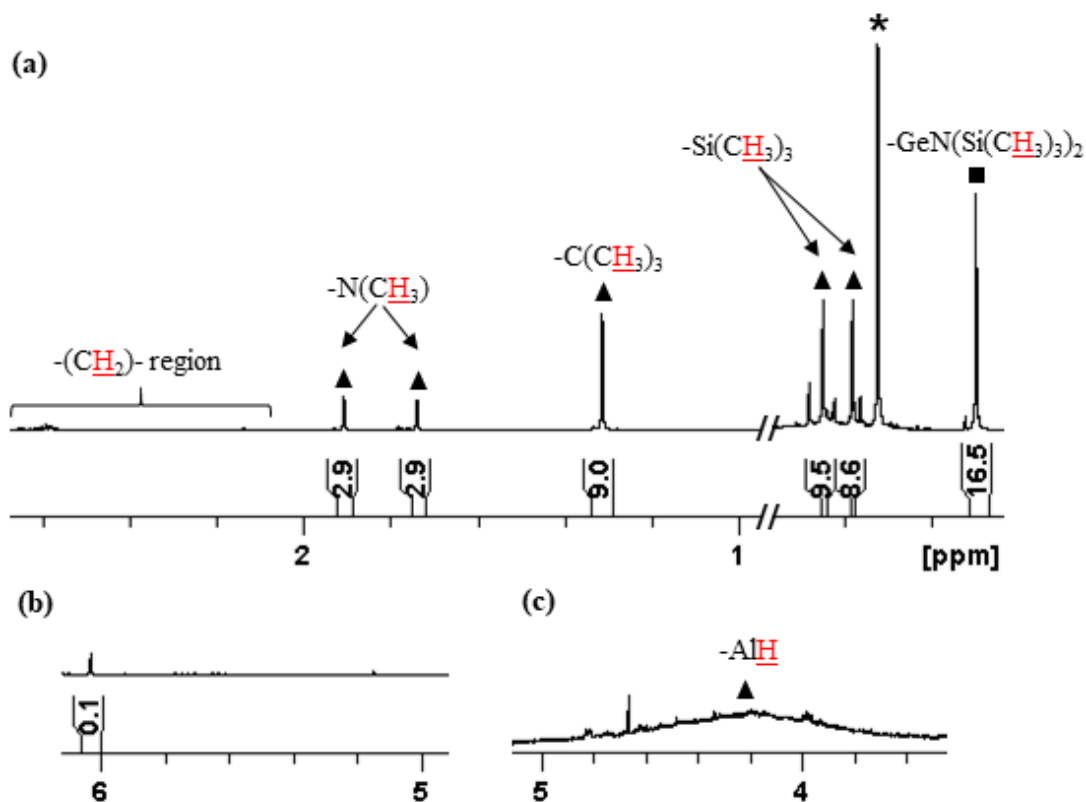 (a)
*
-Si(CH₃)₃
-GeN(Si(CH₃)₃)₂
-C(CH₃)₃
-N(CH₃)
-(CH₂)- region
2.9
2.9
9.0
9.5
8.6
16.5
2
1
[ppm]
(b)
0.1
6
5
(c)
-AlH
5
4